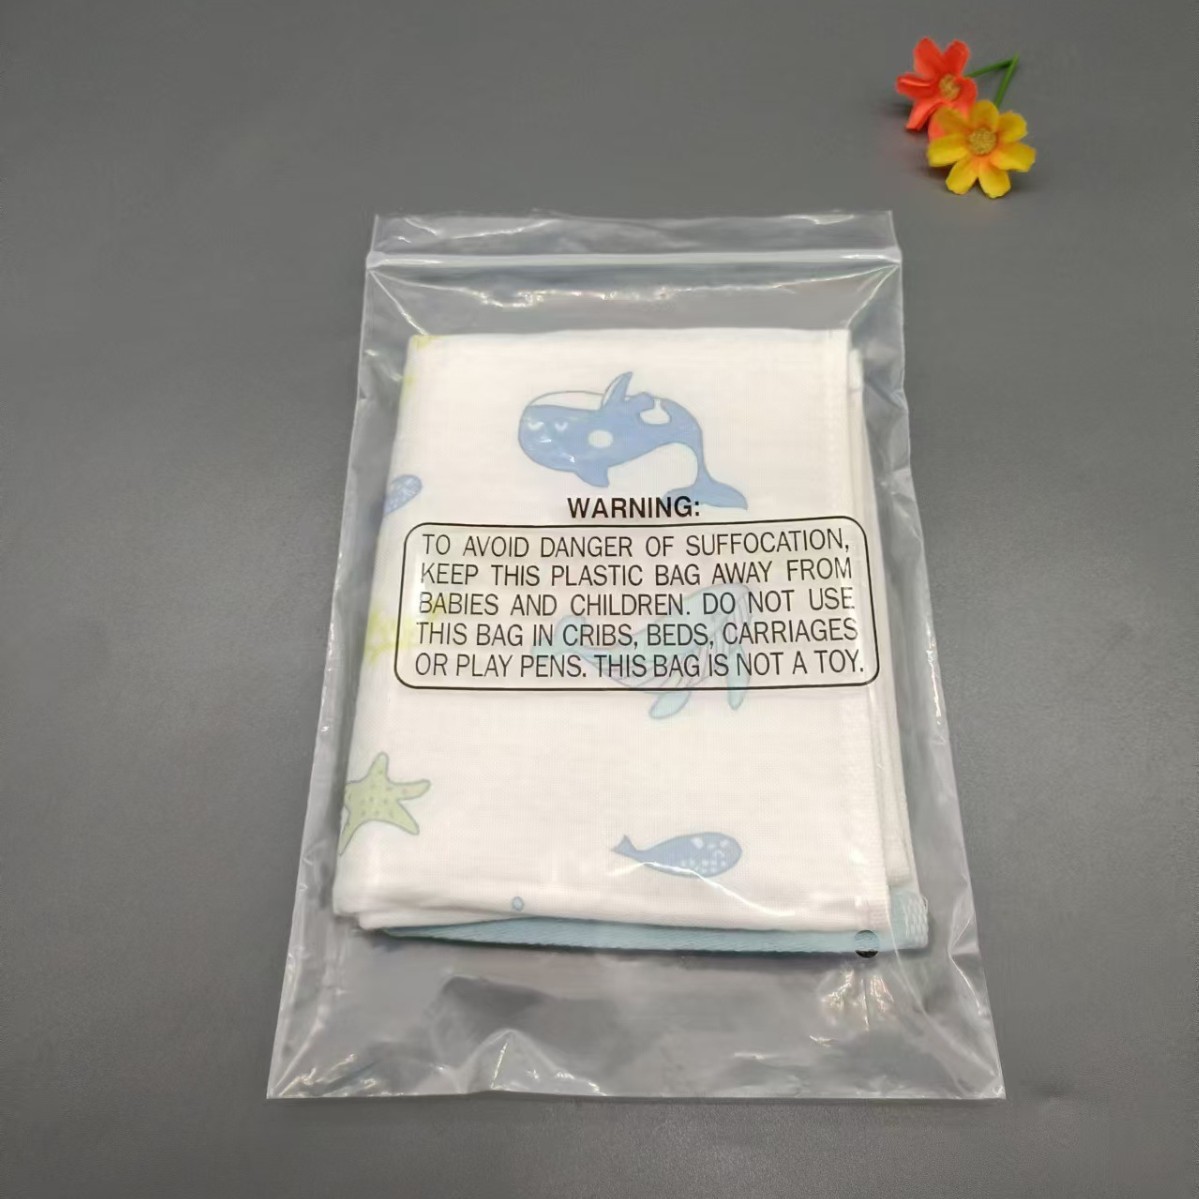 WARNING:
TO AVOID DANGER OF SUFFOCATION,
KEEP THIS PLASTIC BAG AWAY FROM
BABIES AND CHILDREN. DO NOT USE
THIS BAG IN CRIBS, BEDS, CARRIAGES
OR PLAY PENS. THIS BAG IS NOT A TOY.